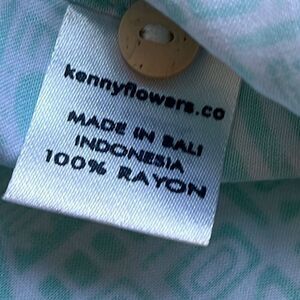 kennyflowers.co
MADE IN BALI
INDONESIA
100% RAYON